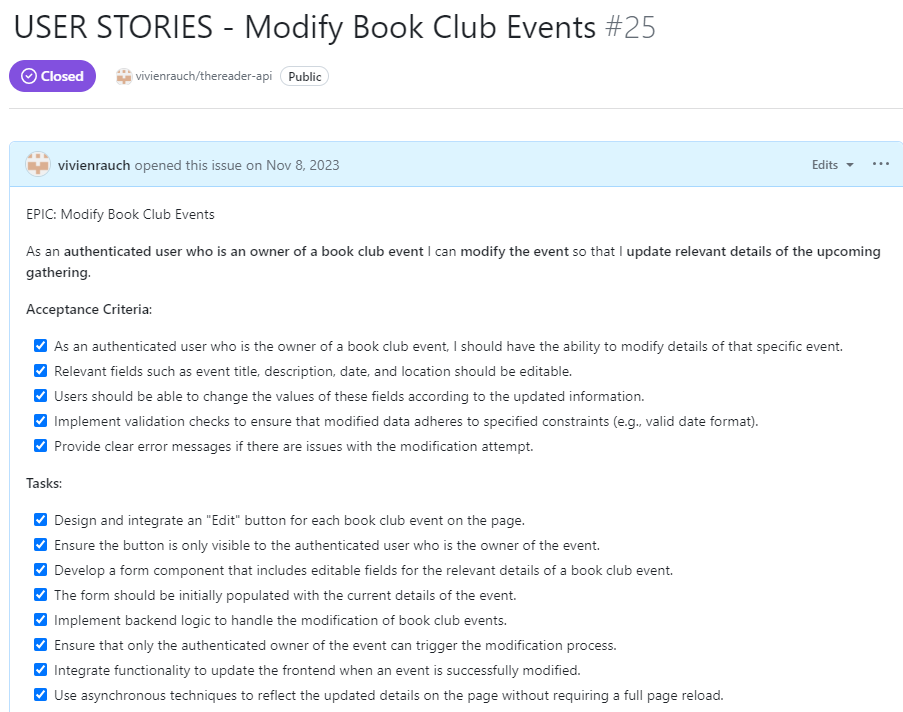 USER STORIES - Modify Book Club Events #25
Closed vivienrauch/thereader-api Public
vivienrauch opened this issue on Nov 8, 2023 Edits
EPIC: Modify Book Club Events
As an authenticated user who is an owner of a book club event I can modify the event so that I update relevant details of the upcoming
gathering.
Acceptance Criteria:
As an authenticated user who is the owner of a book club event, I should have the ability to modify details of that specific event.
Relevant fields such as event title, description, date, and location should be editable.
Users should be able to change the values of these fields according to the updated information.
Implement validation checks to ensure that modified data adheres to specified constraints (e.g., valid date format).
Provide clear error messages if there are issues with the modification attempt.
Tasks:
Design and integrate an "Edit" button for each book club event on the page.
Ensure the button is only visible to the authenticated user who is the owner of the event.
Develop a form component that includes editable fields for the relevant details of a book club event.
The form should be initially populated with the current details of the event.
Implement backend logic to handle the modification of book club events.
Ensure that only the authenticated owner of the event can trigger the modification process.
Integrate functionality to update the frontend when an event is successfully modified.
Use asynchronous techniques to reflect the updated details on the page without requiring a full page reload.